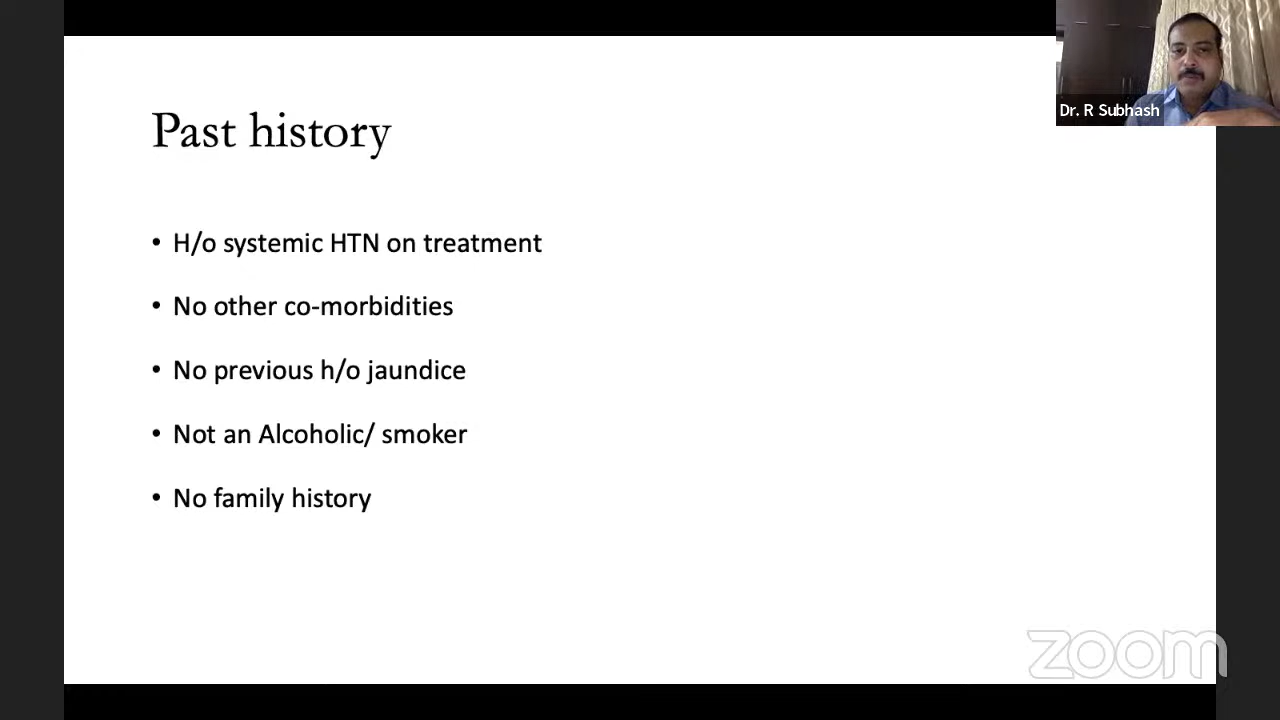 Dr. R Subhash
Past history
• H/o systemic HTN on treatment
• No other co-morbidities
• No previous h/o jaundice
• Not an Alcoholic/ smoker
• No family history
zoom